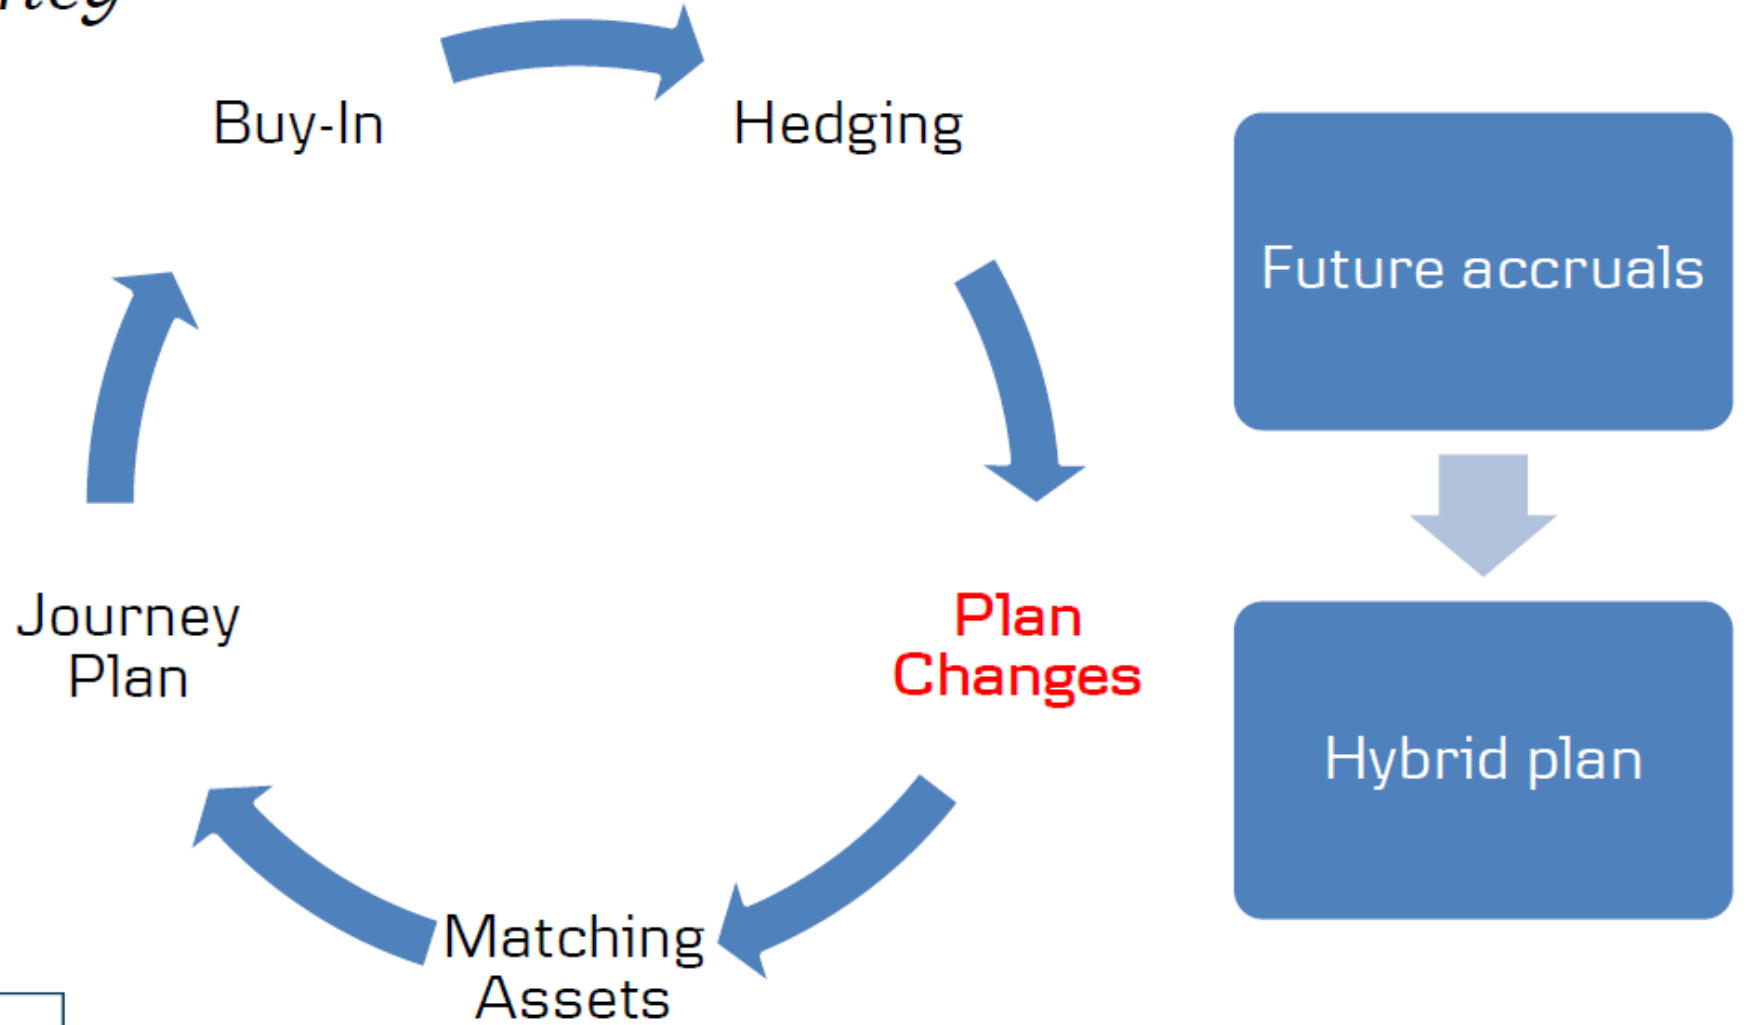 Buy-In
Hedging
Future accruals
Journey
Plan
Plan
Changes
Hybrid plan
Matching
Assets